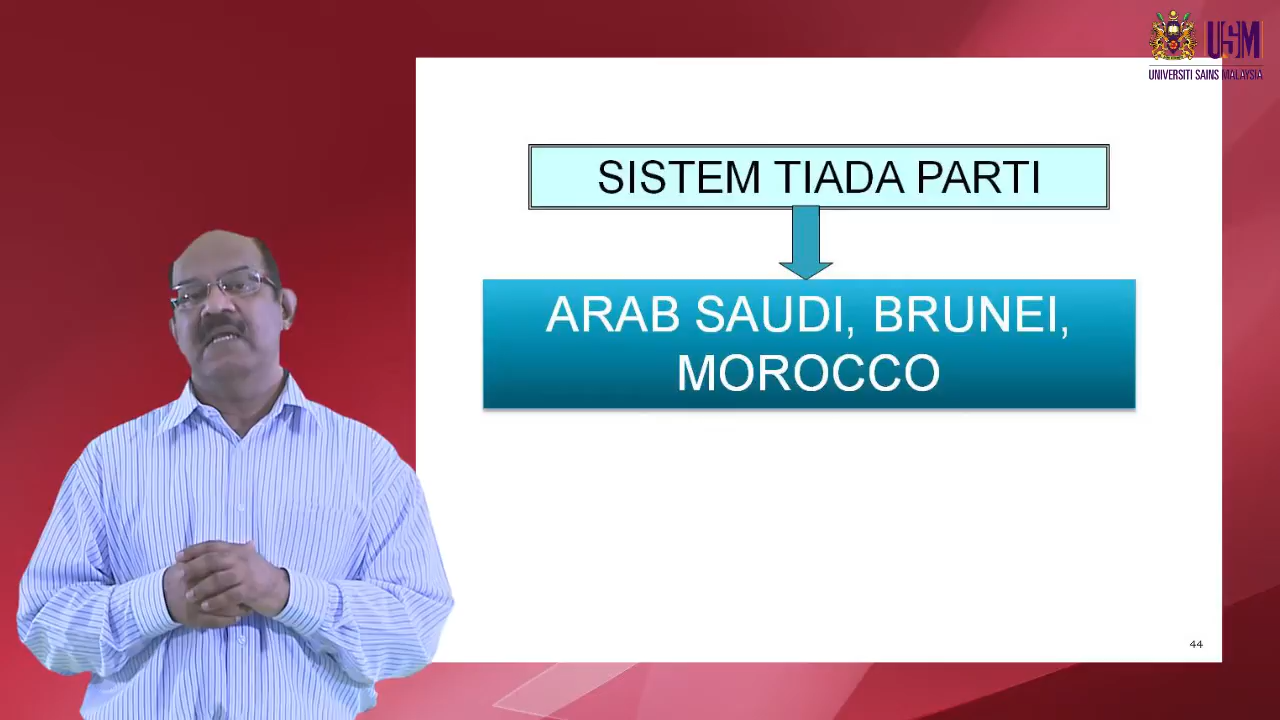 USM
UNIVERSITI SAINS MALAYSIA
SISTEM TIADA PARTI
ARAB SAUDI, BRUNEI,
MOROCCO
44